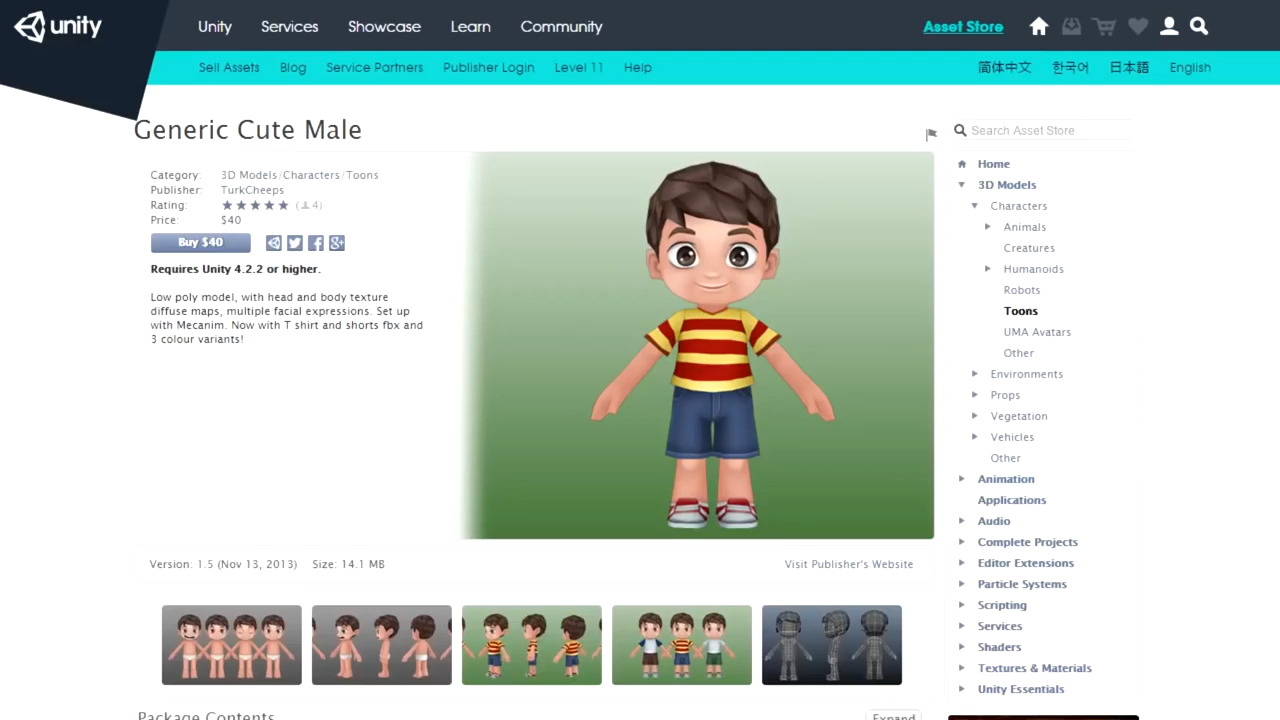 unity
Unity Services Showcase Learn Community Asset Store
Sell Assets Blog Service Partners Publisher Login Level 11 Help 简体中文 한국어 日本語 English
Generic Cute Male
Search Asset Store
Category: 3D Models/Characters/Toons
Publisher: TurkCheeps
Rating: ★★★★★ (4)
Price: $40
Buy $40
Requires Unity 4.2.2 or higher.
Low poly model, with head and body texture
diffuse maps, multiple facial expressions. Set up
with Mecanim. Now with T shirt and shorts fbx and
3 colour variants!
Version: 1.5 (Nov 13, 2013) Size: 14.1 MB
Visit Publisher's Website
Package Contents
Expand
Home
3D Models
Characters
Animals
Creatures
Humanoids
Robots
Toons
UMA Avatars
Other
Environments
Props
Vegetation
Vehicles
Other
Animation
Applications
Audio
Complete Projects
Editor Extensions
Particle Systems
Scripting
Services
Shaders
Textures & Materials
Unity Essentials